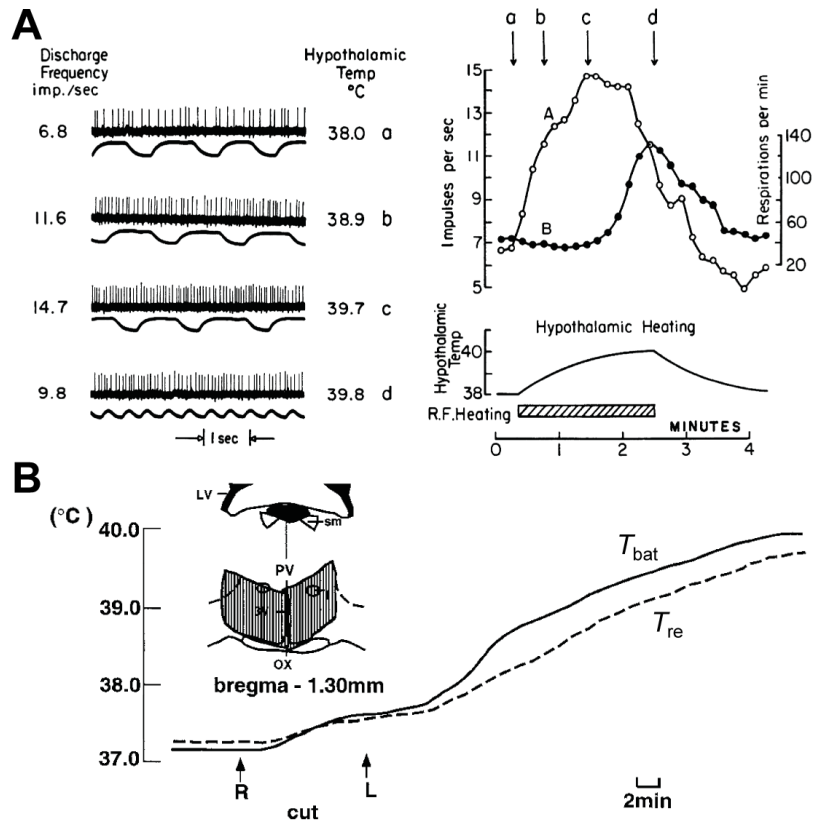 A
Discharge
Frequency
imp./sec
Hypothalamic
Temp
°C
6.8
38.0 a
11.6
38.9 b
14.7
39.7 c
9.8
39.8 d
1 sec
a b c d
Impulses per sec
15
13
11
9
7
5
A
B
Respirations per min
140
100
60
20
Hypothalamic
Temp
40
38
Hypothalamic Heating
R.F.Heating
MINUTES
0 1 2 3 4
B
(°C)
40.0
39.0
38.0
37.0
LV
sm
PV
3V
f
OX
bregma - 1.30mm
Tbat
Tre
R
L
cut
2min